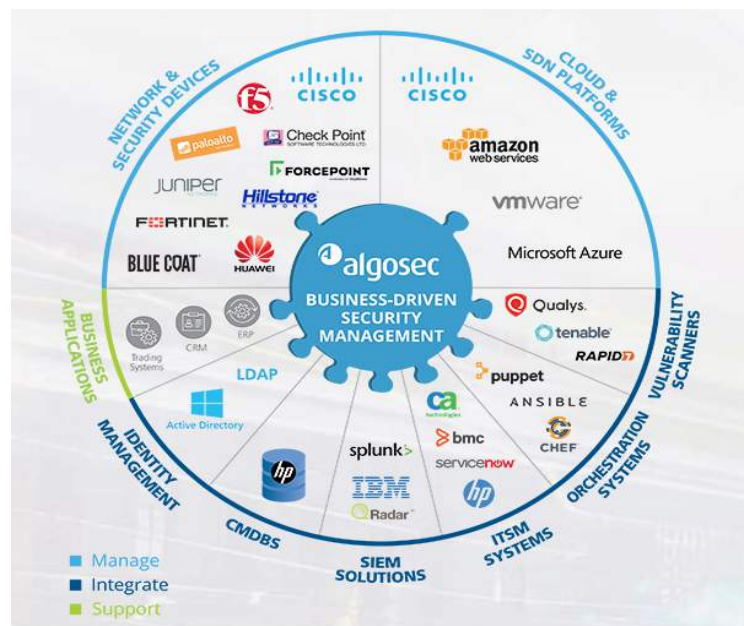 NETWORK &
SECURITY DEVICES
f5
CISCO
paloalto
Check Point
SOFTWARE TECHNOLOGIES LTD.
JUNIPER
FORCEPOINT
Hillstone
NETWORKS
FORTINET
BLUE COAT
HUAWEI
CLOUD &
SDN PLATFORMS
CISCO
amazon
web services
vmware
Microsoft Azure
algosec
BUSINESS-DRIVEN
SECURITY
MANAGEMENT
BUSINESS
APPLICATIONS
Trading
Systems
CRM
ERP
VULNERABILITY
SCANNERS
Qualys.
tenable
RAPID7
IDENTITY
MANAGEMENT
LDAP
Active Directory
CMDBS
hp
SIEM
SOLUTIONS
splunk>
IBM
QRadar
ITSM
SYSTEMS
ca
technologies
bmc
servicenow
hp
ORCHESTRATION
SYSTEMS
puppet
ANSIBLE
CHEF
Manage
Integrate
Support